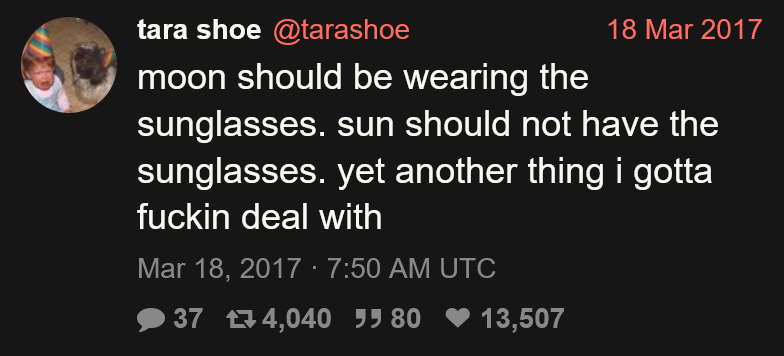 tara shoe @tarashoe 18 Mar 2017
moon should be wearing the
sunglasses. sun should not have the
sunglasses. yet another thing i gotta
fuckin deal with
Mar 18, 2017 · 7:50 AM UTC
37 4,040 80 13,507